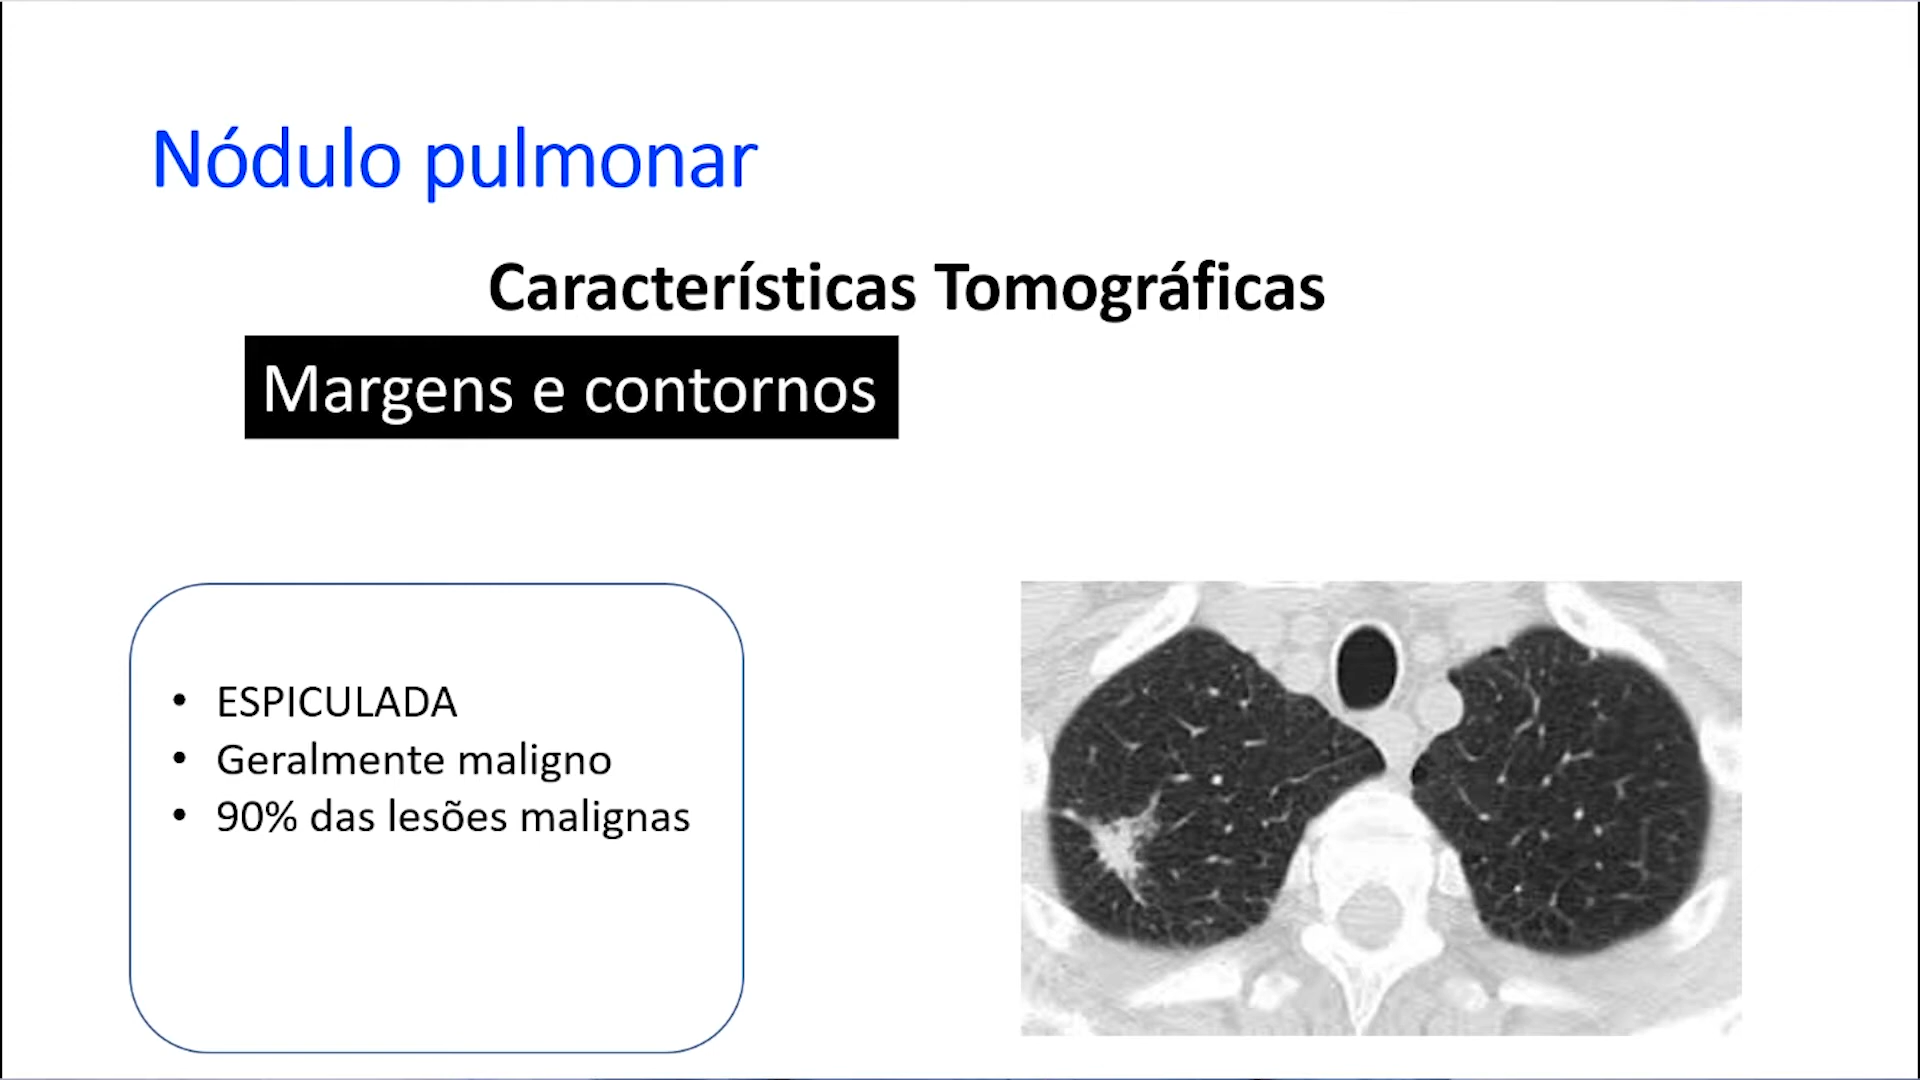 Nódulo pulmonar
Características Tomográficas
Margens e contornos
• ESPICULADA
• Geralmente maligno
• 90% das lesões malignas